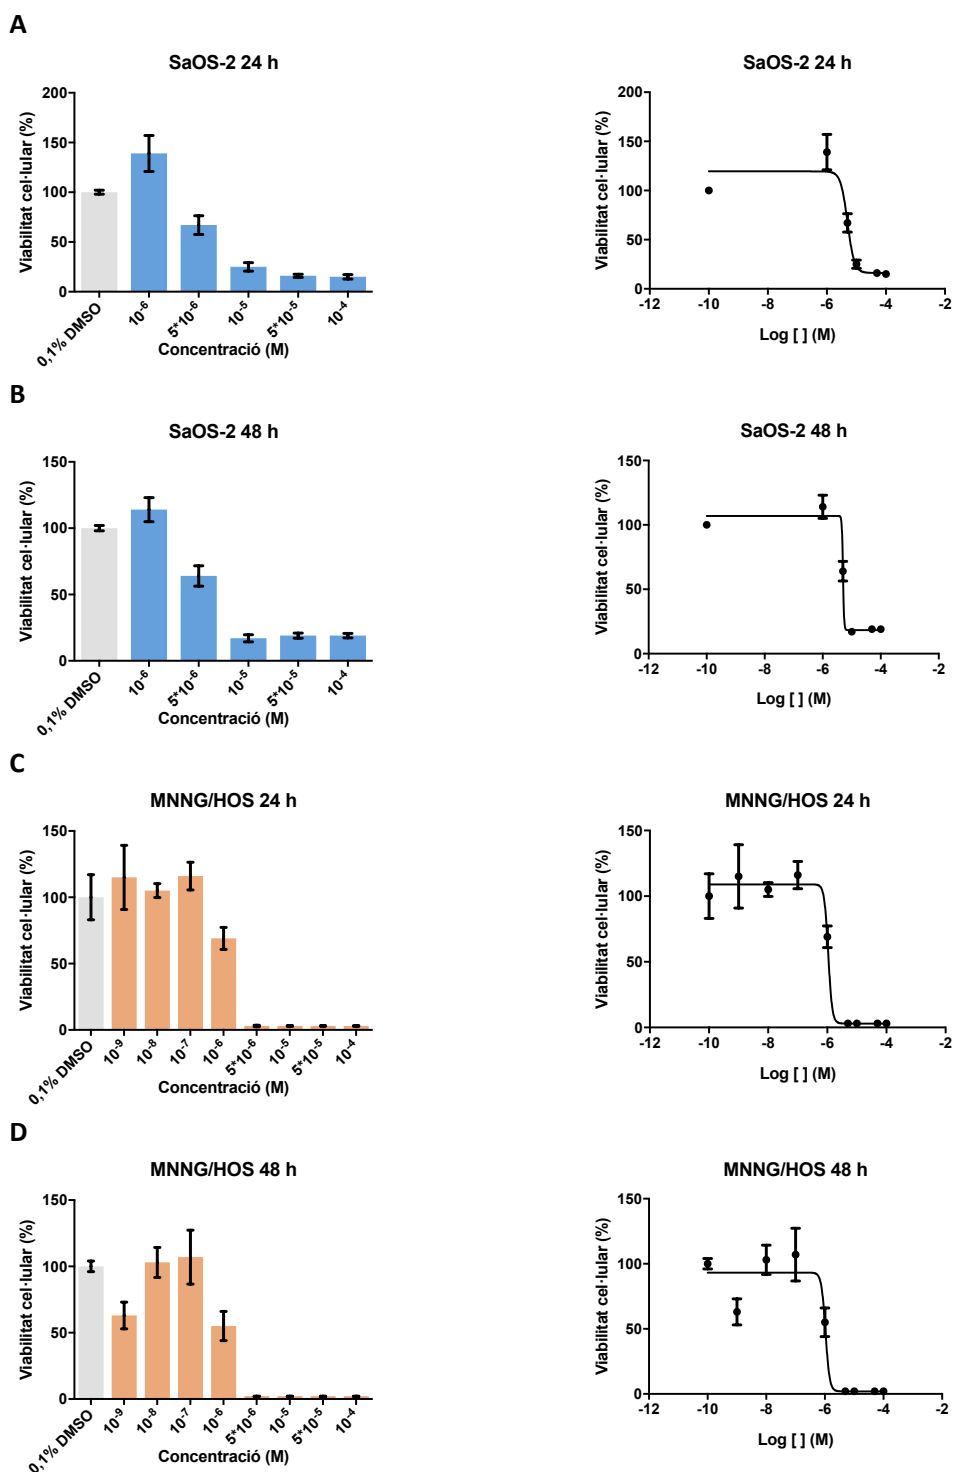 A
SaOS-2 24 h
Viabilitat cel·lular (%)
200
150
100
50
0
0,1% DMSO
10-6
5*10-6
10-5
5*10-5
10-4
Concentració (M)
SaOS-2 24 h
Viabilitat cel·lular (%)
200
150
100
50
0
-12
-10
-8
-6
-4
-2
Log [ ] (M)
B
SaOS-2 48 h
Viabilitat cel·lular (%)
150
100
50
0
0,1% DMSO
10-6
5*10-6
10-5
5*10-5
10-4
Concentració (M)
SaOS-2 48 h
Viabilitat cel·lular (%)
150
100
50
0
-12
-10
-8
-6
-4
-2
Log [ ] (M)
C
MNNG/HOS 24 h
Viabilitat cel·lular (%)
150
100
50
0
0,1% DMSO
10-9
10-8
10-7
10-6
5*10-6
10-5
5*10-5
10-4
Concentració (M)
MNNG/HOS 24 h
Viabilitat cel·lular (%)
150
100
50
0
-12
-10
-8
-6
-4
-2
Log [ ] (M)
D
MNNG/HOS 48 h
Viabilitat cel·lular (%)
150
100
50
0
0,1% DMSO
10-9
10-8
10-7
10-6
5*10-6
10-5
5*10-5
10-4
Concentració (M)
MNNG/HOS 48 h
Viabilitat cel·lular (%)
150
100
50
0
-12
-10
-8
-6
-4
-2
Log [ ] (M)